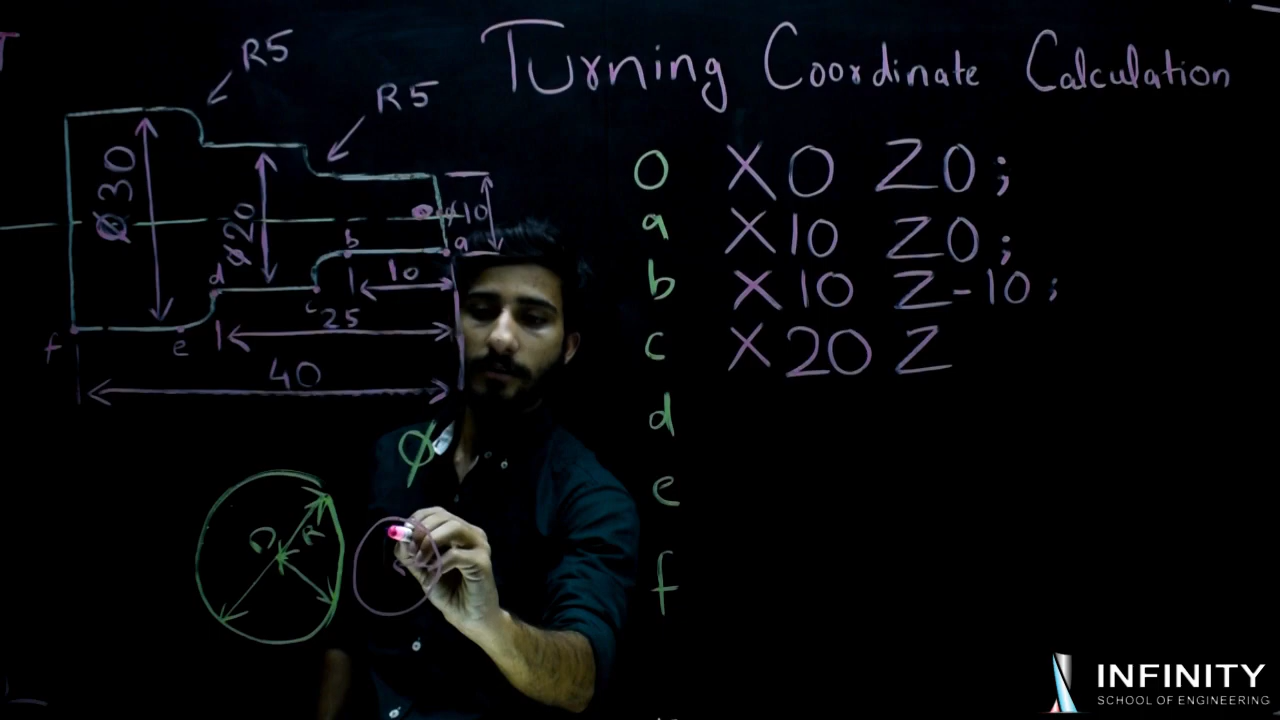 Turning Coordinate Calculation
R5
R5
Ø30
Ø20
Ø10
b
a
d
10
c
25
f
e
40
O X0 Z0;
a X10 Z0;
b X10 Z-10;
c X20 Z
d
e
f
Ø
D
R
INFINITY
SCHOOL OF ENGINEERING